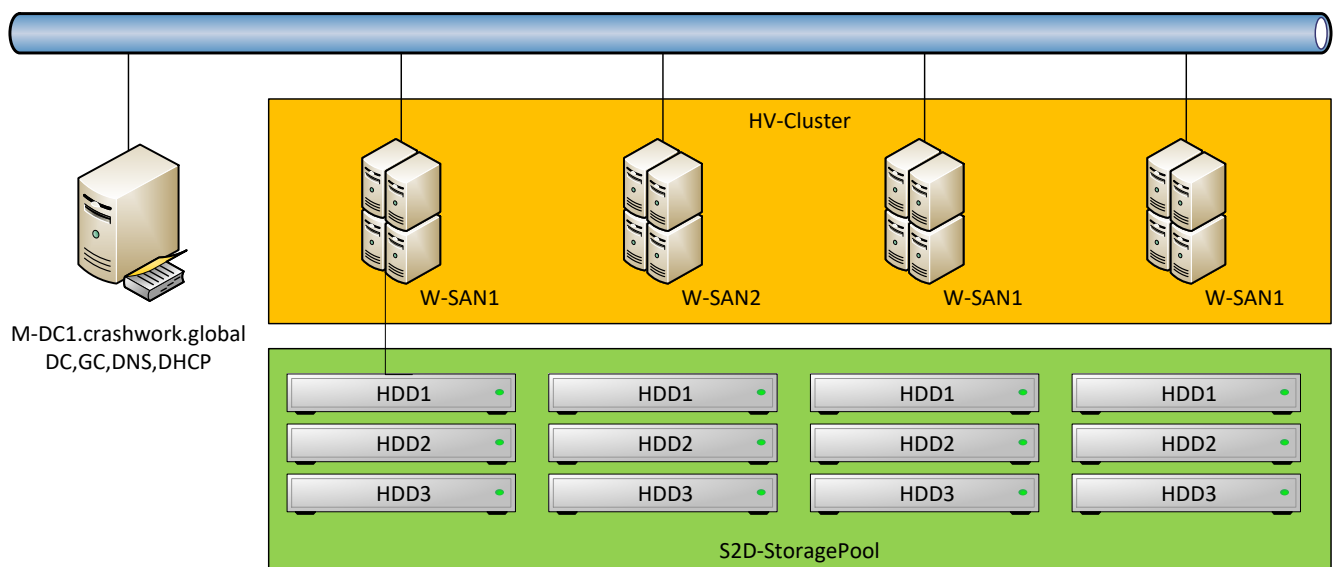 HV-Cluster
W-SAN1
W-SAN2
W-SAN1
W-SAN1
M-DC1.crashwork.global
DC,GC,DNS,DHCP
HDD1
HDD1
HDD1
HDD1
HDD2
HDD2
HDD2
HDD2
HDD3
HDD3
HDD3
HDD3
S2D-StoragePool